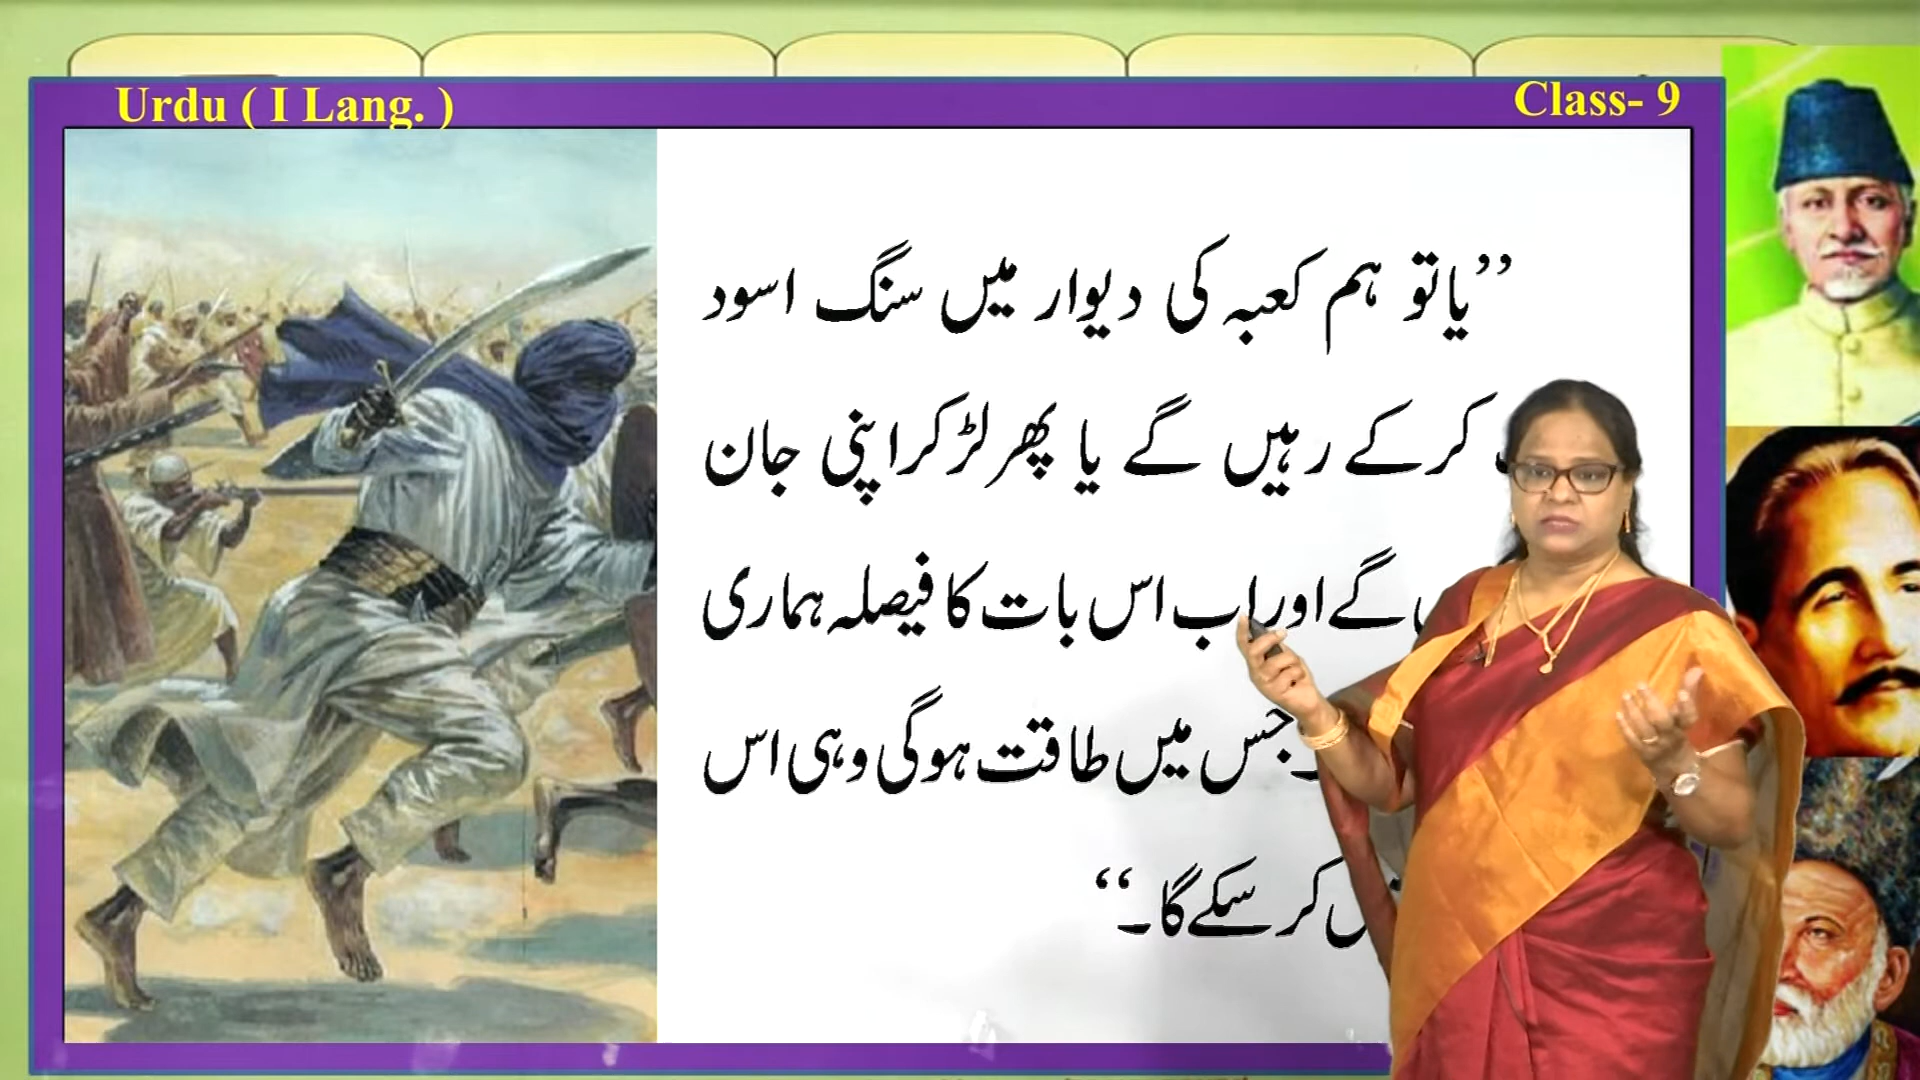 Urdu ( I Lang. )
Class- 9
’’یا تو ہم کعبہ کی دیوار میں سنگ اسود
کر کے رہیں گے یا پھر لڑ کر اپنی جان
گے اور اب اس بات کا فیصلہ ہماری
جس میں طاقت ہوگی وہی اس
کر سکے گا۔‘‘